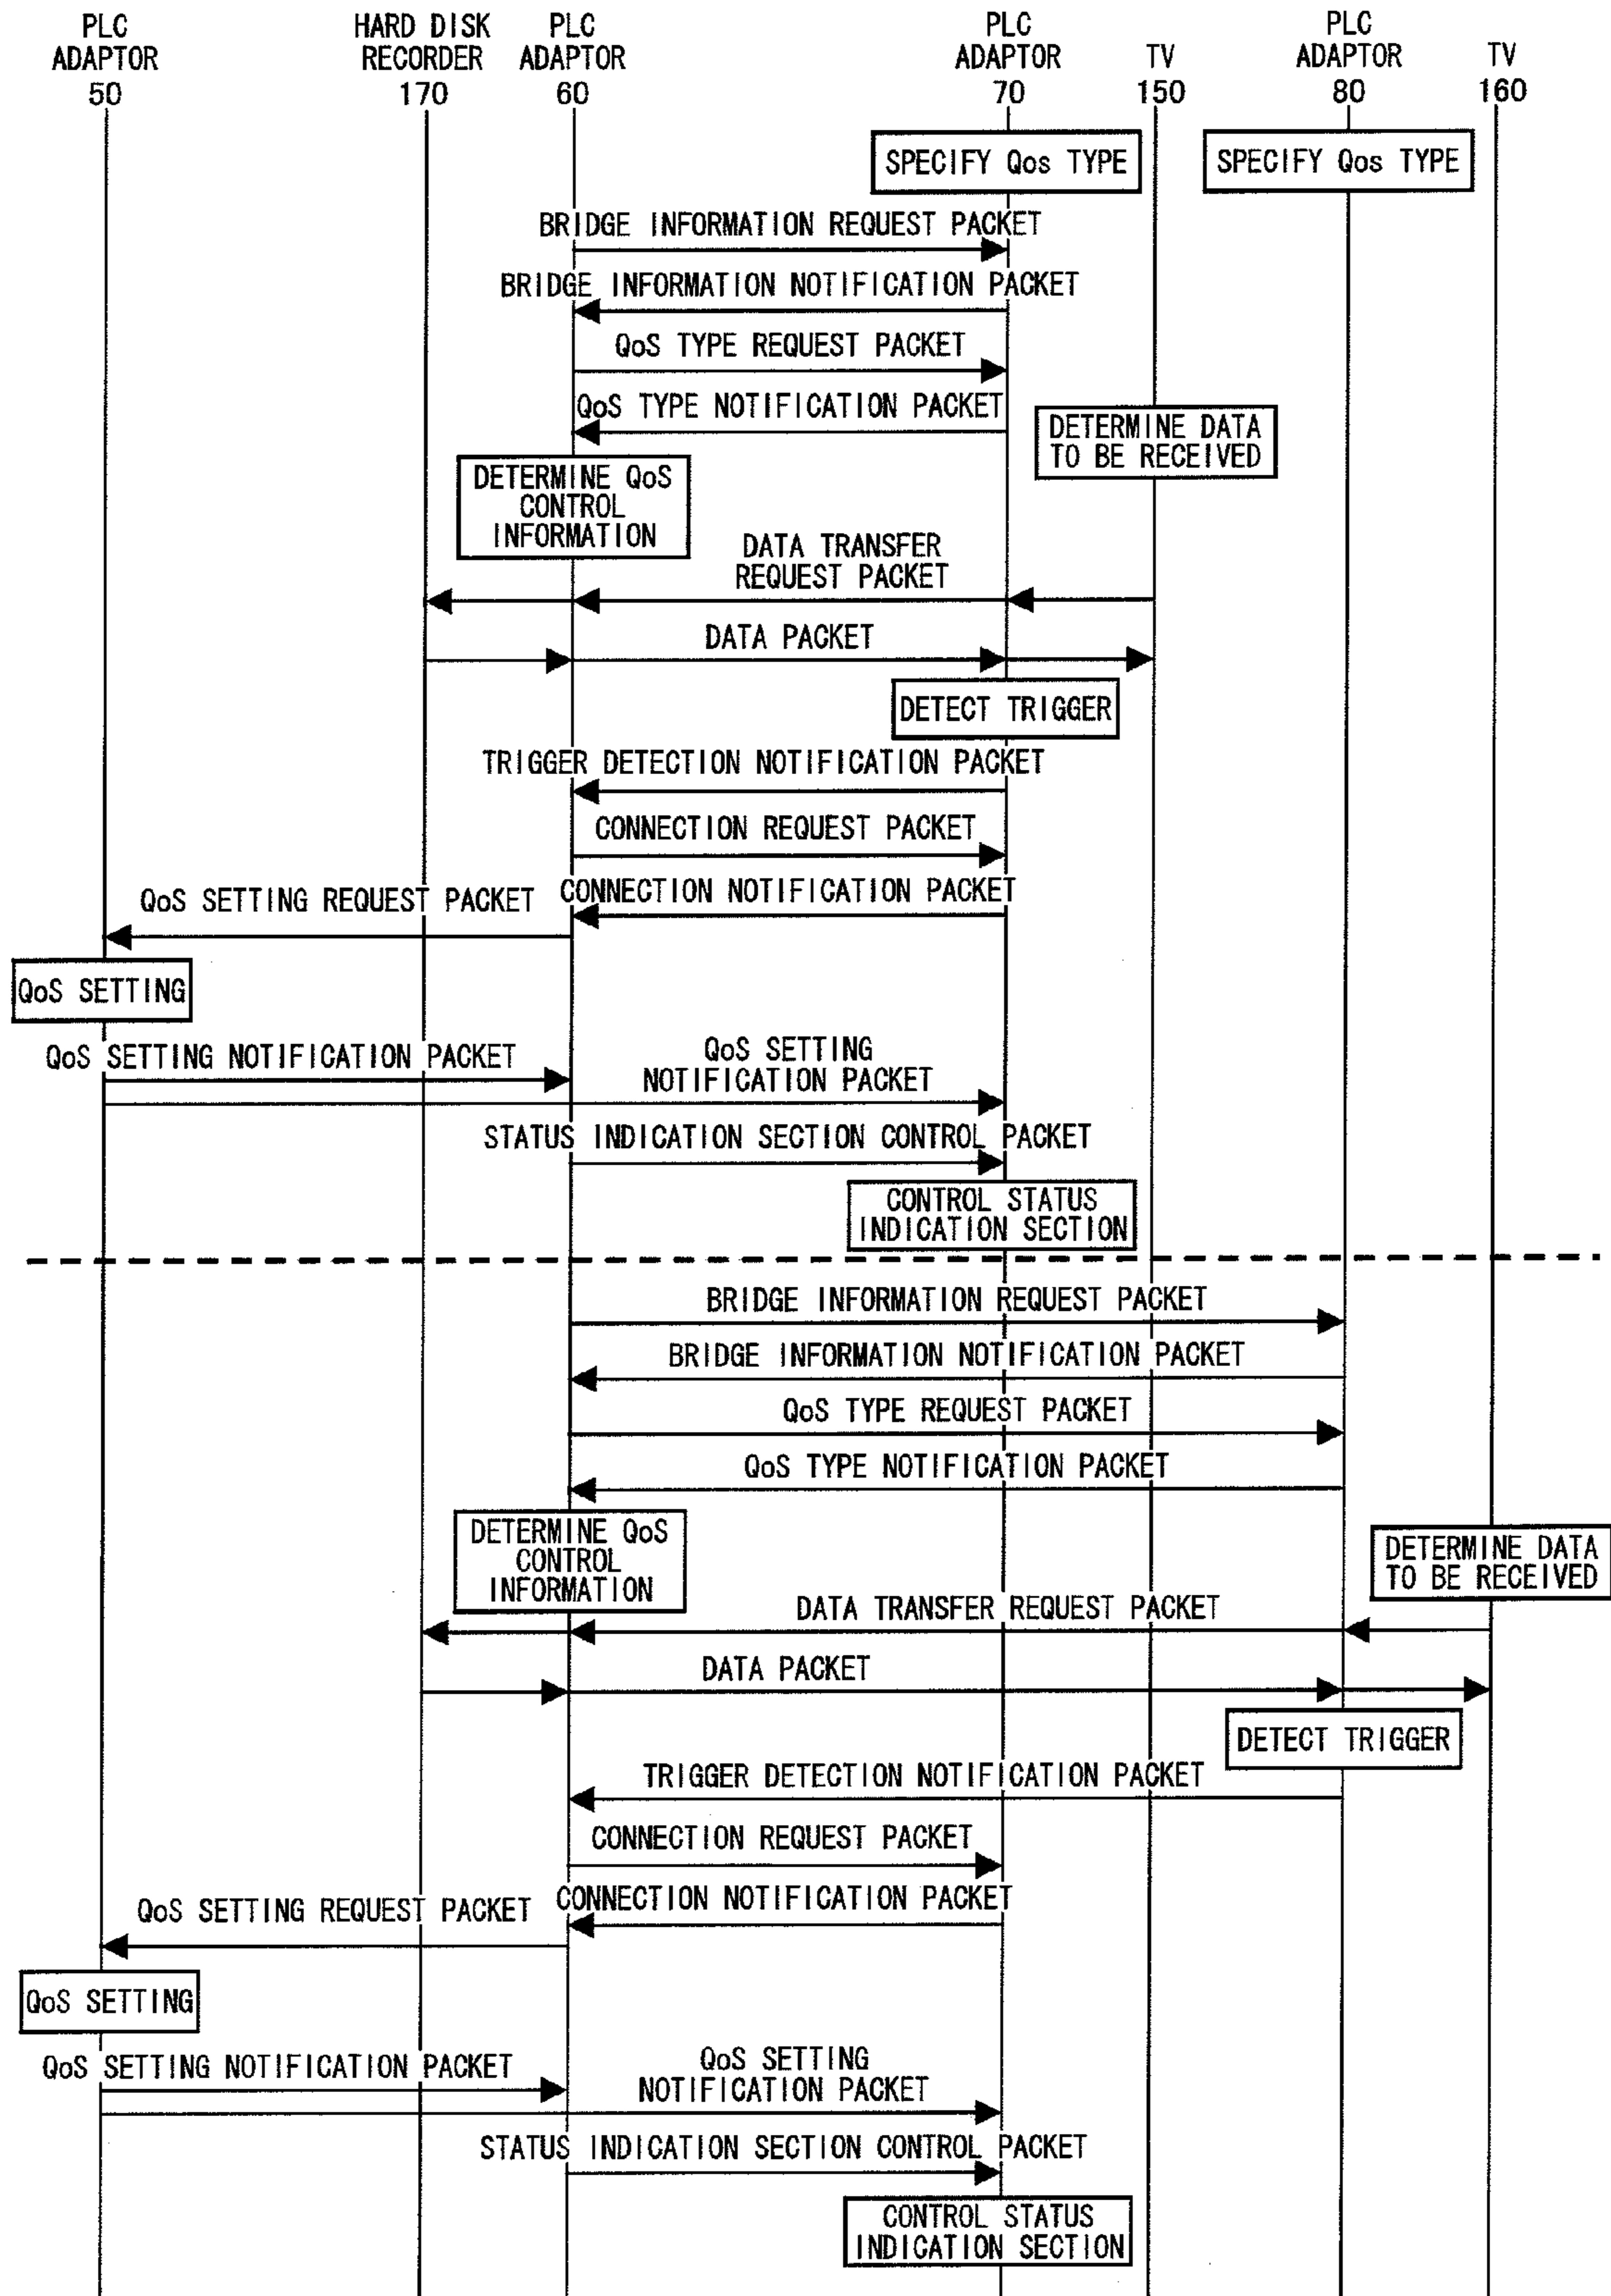 PLC ADAPTOR 50
HARD DISK RECORDER 170
PLC ADAPTOR 60
PLC ADAPTOR 70
TV 150
PLC ADAPTOR 80
TV 160
SPECIFY Qos TYPE
SPECIFY Qos TYPE
BRIDGE INFORMATION REQUEST PACKET
BRIDGE INFORMATION NOTIFICATION PACKET
QoS TYPE REQUEST PACKET
QoS TYPE NOTIFICATION PACKET
DETERMINE DATA
TO BE RECEIVED
DETERMINE QoS
CONTROL
INFORMATION
DATA TRANSFER
REQUEST PACKET
DATA PACKET
DETECT TRIGGER
TRIGGER DETECTION NOTIFICATION PACKET
CONNECTION REQUEST PACKET
CONNECTION NOTIFICATION PACKET
QoS SETTING REQUEST PACKET
QoS SETTING
QoS SETTING NOTIFICATION PACKET
QoS SETTING
NOTIFICATION PACKET
STATUS INDICATION SECTION CONTROL PACKET
CONTROL STATUS
INDICATION SECTION
BRIDGE INFORMATION REQUEST PACKET
BRIDGE INFORMATION NOTIFICATION PACKET
QoS TYPE REQUEST PACKET
QoS TYPE NOTIFICATION PACKET
DETERMINE QoS
CONTROL
INFORMATION
DETERMINE DATA
TO BE RECEIVED
DATA TRANSFER REQUEST PACKET
DATA PACKET
DETECT TRIGGER
TRIGGER DETECTION NOTIFICATION PACKET
CONNECTION REQUEST PACKET
CONNECTION NOTIFICATION PACKET
QoS SETTING REQUEST PACKET
QoS SETTING
QoS SETTING NOTIFICATION PACKET
QoS SETTING
NOTIFICATION PACKET
STATUS INDICATION SECTION CONTROL PACKET
CONTROL STATUS
INDICATION SECTION